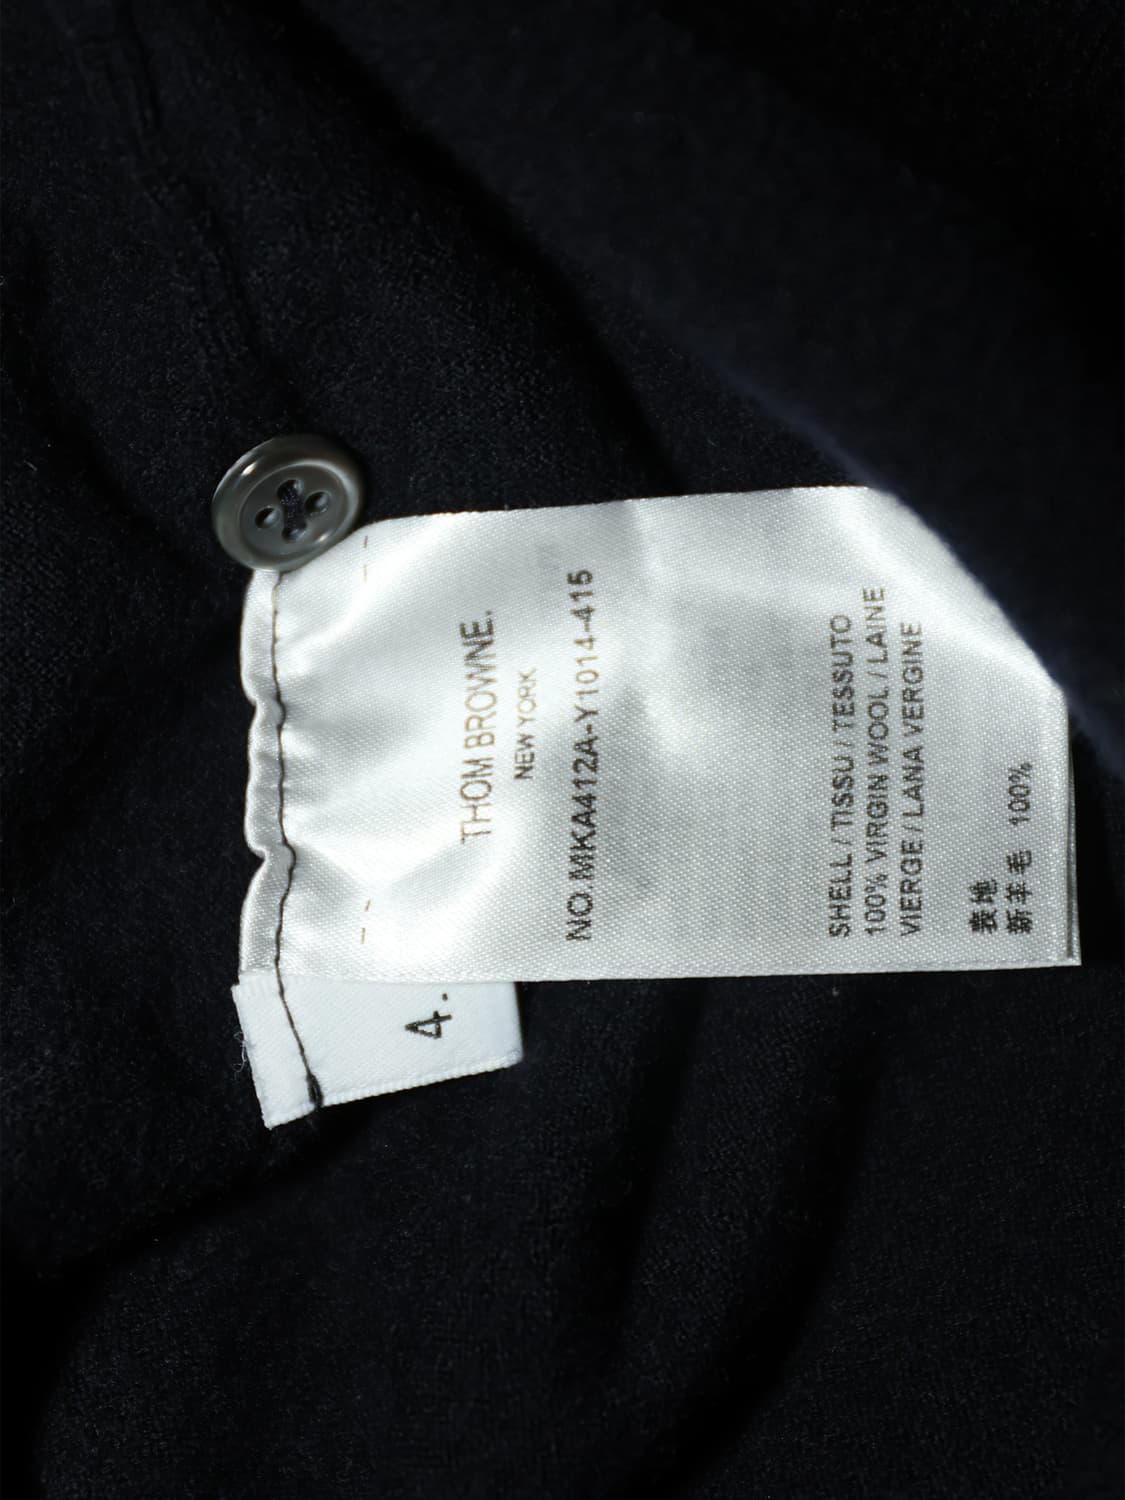 THOM BROWNE.
NEW YORK
NO.MKA412A-Y1014-415
SHELL / TISSU / TESSUTO
100% VIRGIN WOOL / LAINE
VIERGE / LANA VERGINE
表地
新羊毛 100%
4.